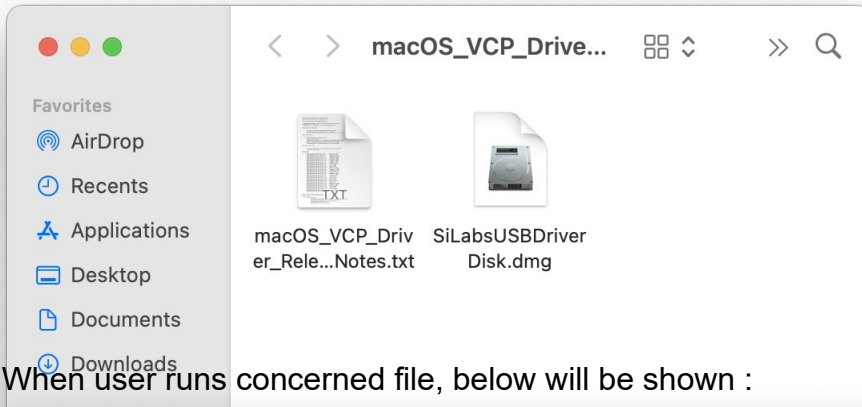 macOS_VCP_Drive...
Favorites
AirDrop
Recents
Applications
Desktop
Documents
Downloads
TXT
macOS_VCP_Driv
er_Rele...Notes.txt
SiLabsUSBDriver
Disk.dmg
When user runs concerned file, below will be shown :